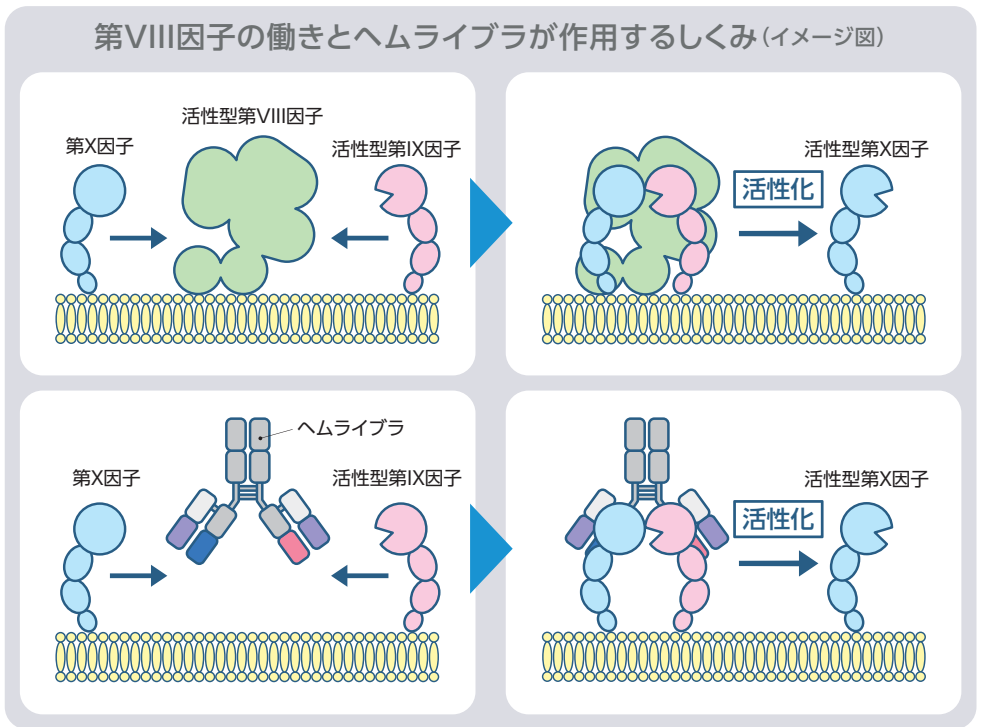 第VIII因子の働きとヘムライブラが作用するしくみ（イメージ図）
活性型第VIII因子
第X因子
活性型第IX因子
活性型第X因子
活性化
ヘムライブラ
第X因子
活性型第IX因子
活性型第X因子
活性化